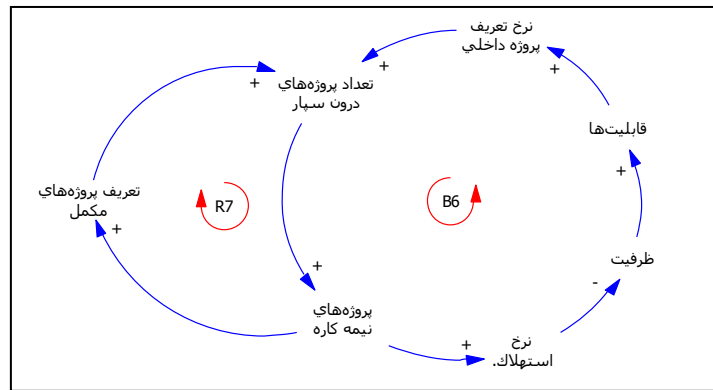 نرخ تعريف
پروژه داخلي
+
+
تعداد پروژه‌هاي
درون سپار
+
قابليت‌ها
+
تعريف پروژه‌هاي
مكمل
+
R7
B6
ظرفيت
-
+
پروژه‌هاي
نيمه كاره
+
نرخ
استهلاك.